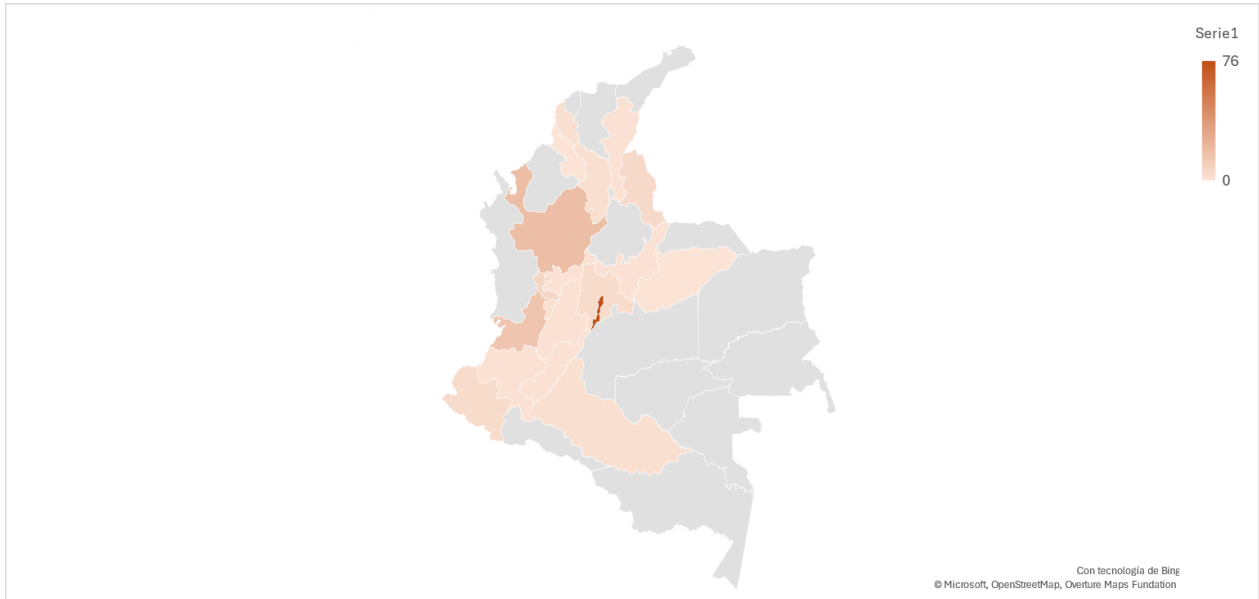 Serie1
76
0
Con tecnología de Bing
© Microsoft, OpenStreetMap, Overture Maps Fundation